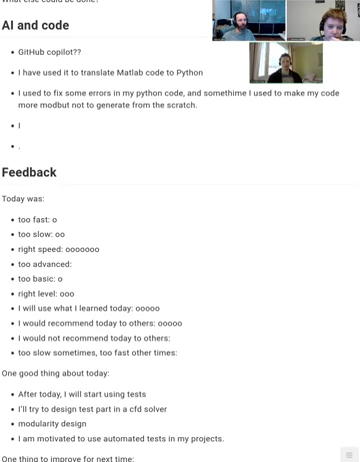 What else could be done?
AI and code
• GitHub copilot??
• I have used it to translate Matlab code to Python
• I used to fix some errors in my python code, and somethime I used to make my code
more modbut not to generate from the scratch.
• I
• .
Feedback
Today was:
• too fast: o
• too slow: oo
• right speed: ooooooo
• too advanced:
• too basic: o
• right level: ooo
• I will use what I learned today: ooooo
• I would recommend today to others: ooooo
• I would not recommend today to others:
• too slow sometimes, too fast other times:
One good thing about today:
• After today, I will start using tests
• I'll try to design test part in a cfd solver
• modularity design
• I am motivated to use automated tests in my projects.
One thing to improve for next time: